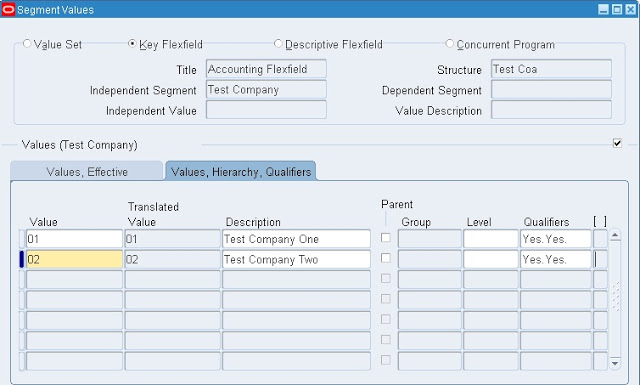 Segment Values
Value Set Key Flexfield Descriptive Flexfield Concurrent Program
Title Accounting Flexfield Structure Test Coa
Independent Segment Test Company Dependent Segment
Independent Value Value Description
Values (Test Company)
Values, Effective Values, Hierarchy, Qualifiers
Translated Parent
Value Value Description Group Level Qualifiers [ ]
01 01 Test Company One Yes.Yes.
02 02 Test Company Two Yes.Yes.